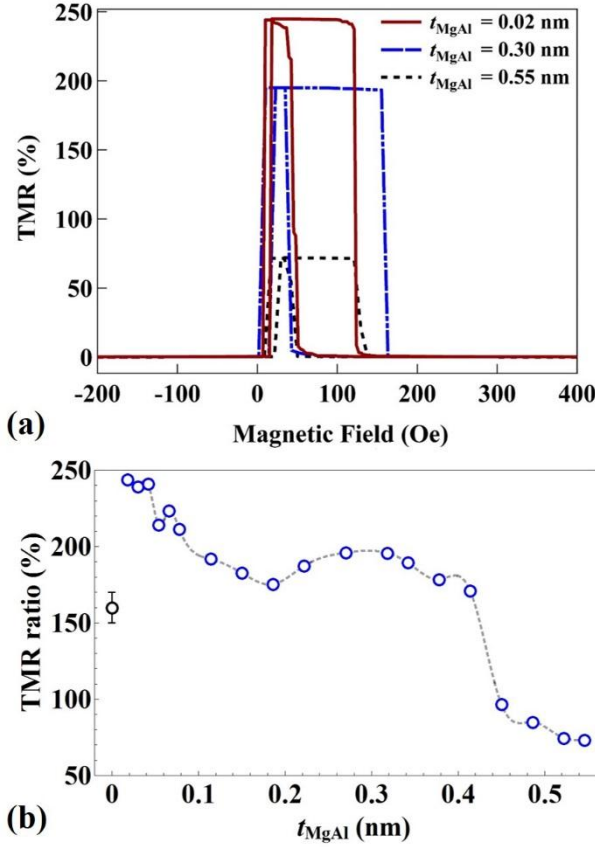 250
200
150
100
50
0
TMR (%)
t_MgAl = 0.02 nm
t_MgAl = 0.30 nm
t_MgAl = 0.55 nm
-200 -100 0 100 200 300 400
Magnetic Field (Oe)
(a)
250
200
150
100
50
TMR ratio (%)
0 0.1 0.2 0.3 0.4 0.5
t_MgAl (nm)
(b)